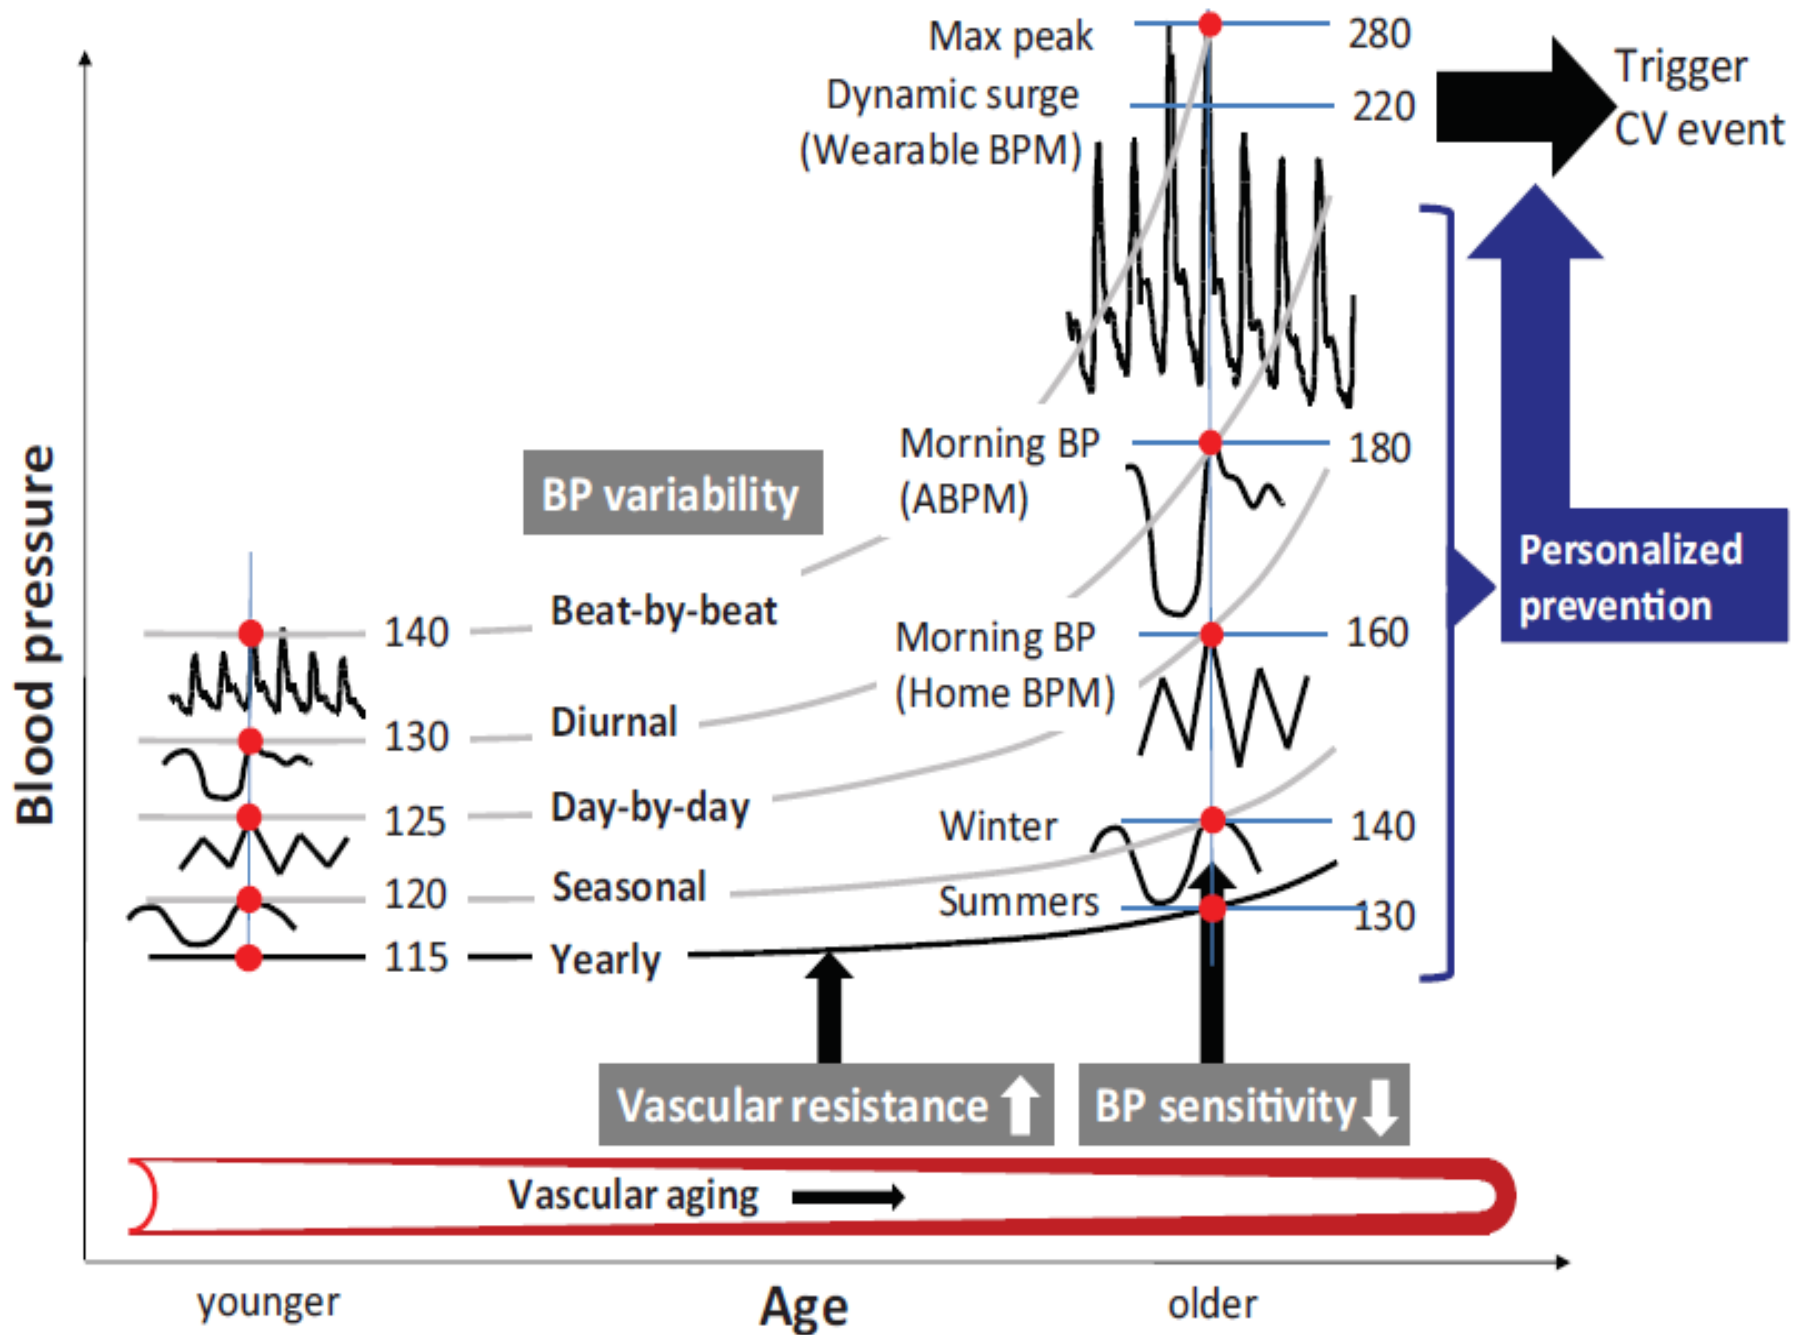 Max peak
280
Dynamic surge
(Wearable BPM)
220
Trigger
CV event
Morning BP
(ABPM)
180
BP variability
Personalized
prevention
Beat-by-beat
140
Morning BP
(Home BPM)
160
Diurnal
130
Day-by-day
125
Winter
140
Seasonal
120
Summers
130
Yearly
115
Blood pressure
Vascular resistance
BP sensitivity
Vascular aging
younger
Age
older